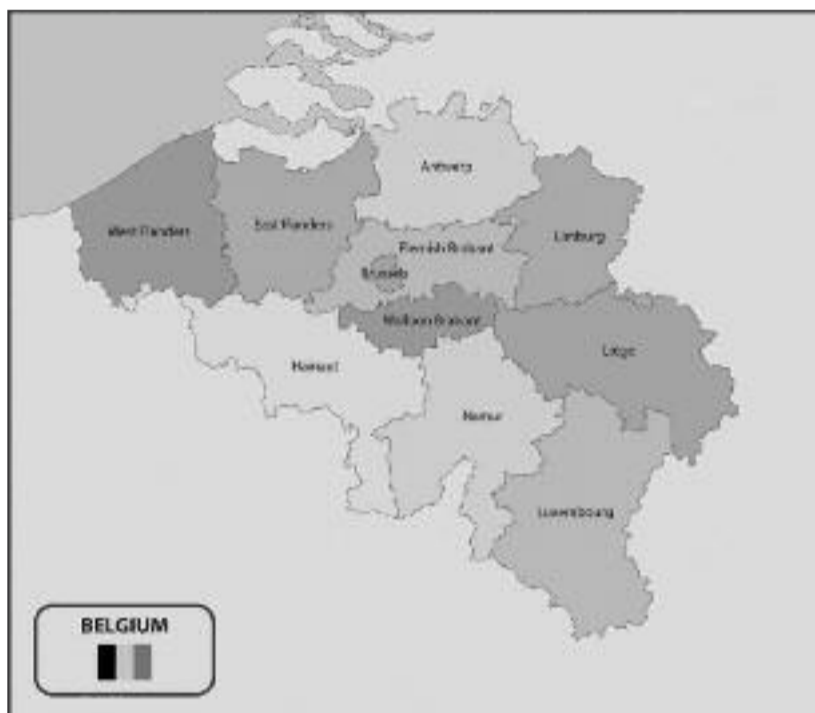 Antwerp
West Flanders
East Flanders
Limburg
Flemish Brabant
Brussels
Walloon Brabant
Liege
Hainaut
Namur
Luxembourg
BELGIUM